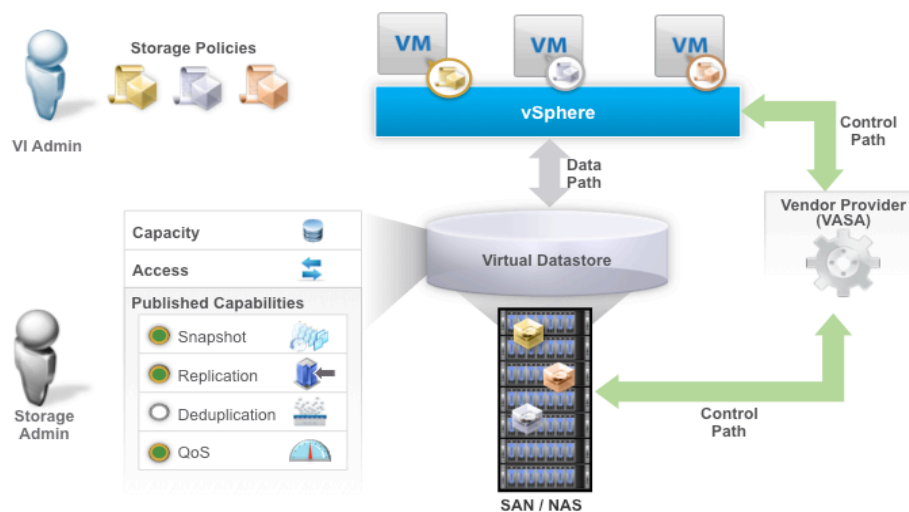 Storage Policies
VM
VM
VM
VI Admin
vSphere
Control
Path
Data
Path
Vendor Provider
(VASA)
Capacity
Access
Published Capabilities
Snapshot
Replication
Deduplication
QoS
Virtual Datastore
Storage
Admin
Control
Path
SAN / NAS